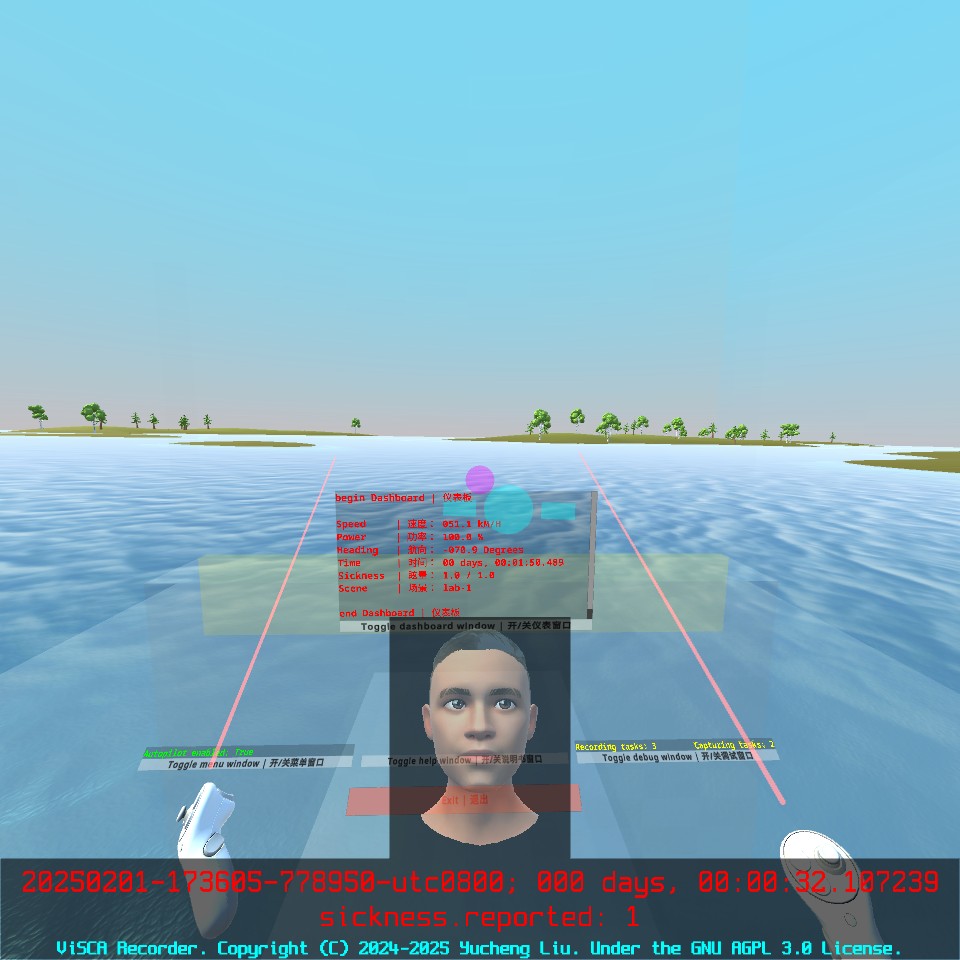 begin Dashboard | 仪表板
Speed | 速度： 051.1 kM/H
Power | 功率： 100.0 %
Heading | 航向： -070.9 Degrees
Time | 时间： 00 days, 00:01:50.489
Sickness | 眩晕： 1.0 / 1.0
Scene | 场景： lab-1
end Dashboard | 仪表板
Toggle dashboard window | 开/关仪表窗口
Autopilot enabled: True
Toggle menu window | 开/关菜单窗口
Toggle help window | 开/关说明书窗口
Recording tasks: 3 Capturing tasks: 2
Toggle debug window | 开/关调试窗口
Exit | 退出
20250201-173605-778950-utc0800; 000 days, 00:00:32.107239
sickness.reported: 1
ViSCA Recorder. Copyright (C) 2024-2025 Yucheng Liu. Under the GNU AGPL 3.0 License.